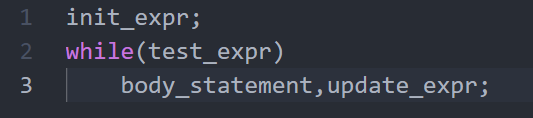 1 init_expr;
2 while(test_expr)
3 body_statement,update_expr;